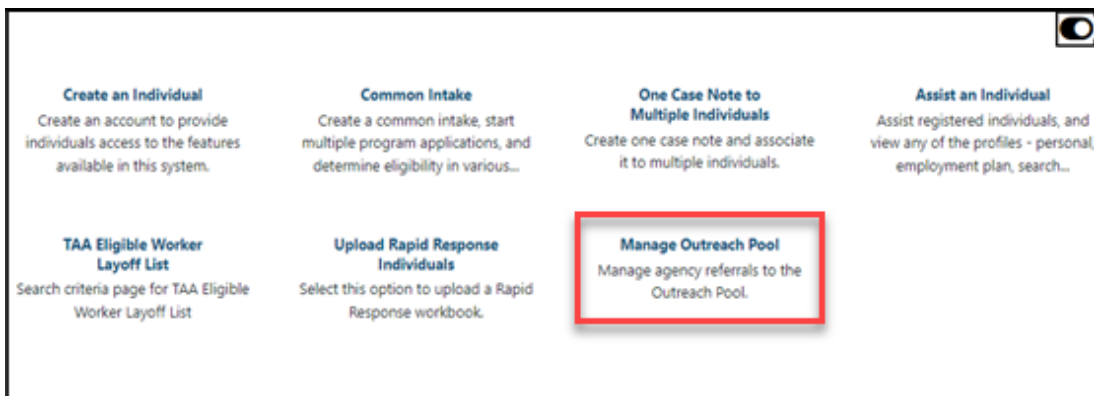 Create an Individual
Create an account to provide
individuals access to the features
available in this system.
Common Intake
Create a common intake, start
multiple program applications, and
determine eligibility in various...
One Case Note to
Multiple Individuals
Create one case note and associate
it to multiple individuals.
Assist an Individual
Assist registered individuals, and
view any of the profiles - personal,
employment plan, search...
TAA Eligible Worker
Layoff List
Search criteria page for TAA Eligible
Worker Layoff List
Upload Rapid Response
Individuals
Select this option to upload a Rapid
Response workbook.
Manage Outreach Pool
Manage agency referrals to the
Outreach Pool.